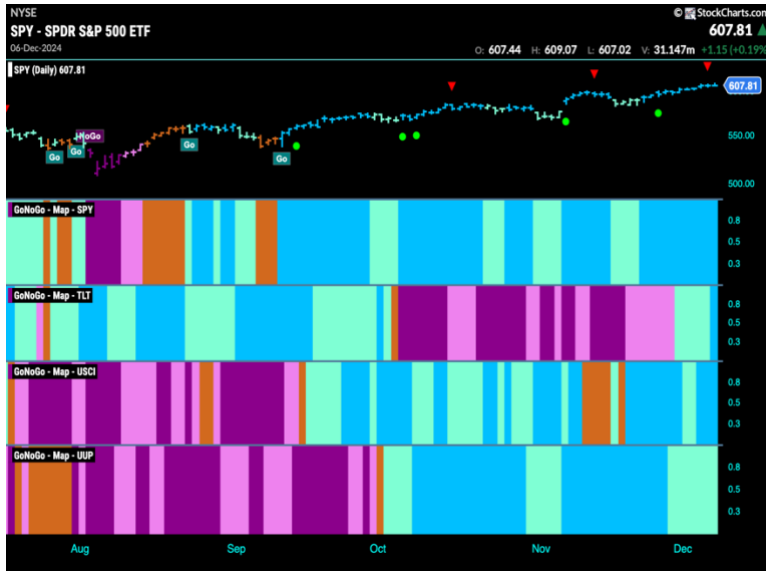 NYSE
© StockCharts.com
SPY - SPDR S&P 500 ETF
607.81
06-Dec-2024
O: 607.44 H: 609.07 L: 607.02 V: 31.147m +1.15 (+0.19%)
SPY (Daily) 607.81
607.81
NoGo
550.00
Go
Go
Go
Go
500.00
GoNoGo - Map - SPY
0.8
0.5
0.3
GoNoGo - Map - TLT
0.8
0.5
0.3
GoNoGo - Map - USCI
0.8
0.5
0.3
GoNoGo - Map - UUP
0.8
0.5
0.3
Aug Sep Oct Nov Dec